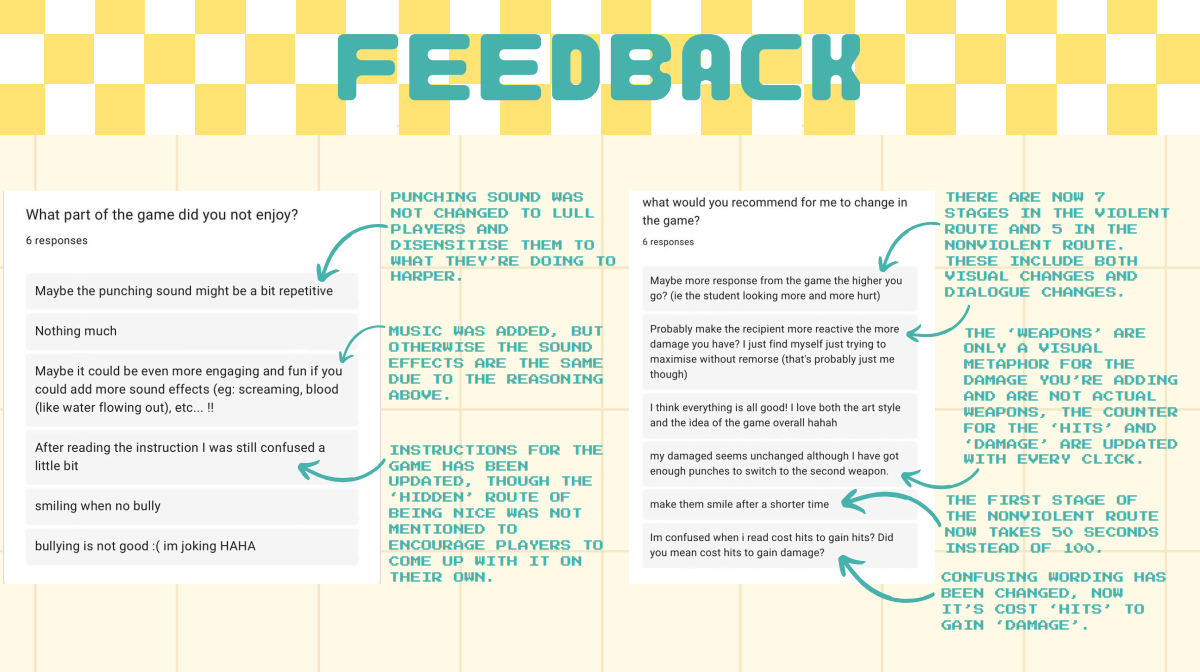 FEEDBACK
What part of the game did you not enjoy?
6 responses
Maybe the punching sound might be a bit repetitive
Nothing much
Maybe it could be even more engaging and fun if you
could add more sound effects (eg: screaming, blood
(like water flowing out), etc... !!
After reading the instruction I was still confused a
little bit
smiling when no bully
bullying is not good :( im joking HAHA
PUNCHING SOUND WAS
NOT CHANGED TO LULL
PLAYERS AND
DISENSITISE THEM TO
WHAT THEY'RE DOING TO
HARPER.
MUSIC WAS ADDED, BUT
OTHERWISE THE SOUND
EFFECTS ARE THE SAME
DUE TO THE REASONING
ABOVE.
INSTRUCTIONS FOR THE
GAME HAS BEEN
UPDATED, THOUGH THE
'HIDDEN' ROUTE OF
BEING NICE WAS NOT
MENTIONED TO
ENCOURAGE PLAYERS TO
COME UP WITH IT ON
THEIR OWN.
what would you recommend for me to change in
the game?
6 responses
Maybe more response from the game the higher you
go? (ie the student looking more and more hurt)
Probably make the recipient more reactive the more
damage you have? I just find myself just trying to
maximise without remorse (that's probably just me
though)
I think everything is all good! I love both the art style
and the idea of the game overall hahah
my damaged seems unchanged although I have got
enough punches to switch to the second weapon.
make them smile after a shorter time
Im confused when i read cost hits to gain hits? Did
you mean cost hits to gain damage?
THERE ARE NOW 7
STAGES IN THE VIOLENT
ROUTE AND 5 IN THE
NONVIOLENT ROUTE.
THESE INCLUDE BOTH
VISUAL CHANGES AND
DIALOGUE CHANGES.
THE 'WEAPONS' ARE
ONLY A VISUAL
METAPHOR FOR THE
DAMAGE YOU'RE ADDING
AND ARE NOT ACTUAL
WEAPONS, THE COUNTER
FOR THE 'HITS' AND
'DAMAGE' ARE UPDATED
WITH EVERY CLICK.
THE FIRST STAGE OF
THE NONVIOLENT ROUTE
NOW TAKES 50 SECONDS
INSTEAD OF 100.
CONFUSING WORDING HAS
BEEN CHANGED, NOW
IT'S COST 'HITS' TO
GAIN 'DAMAGE'.